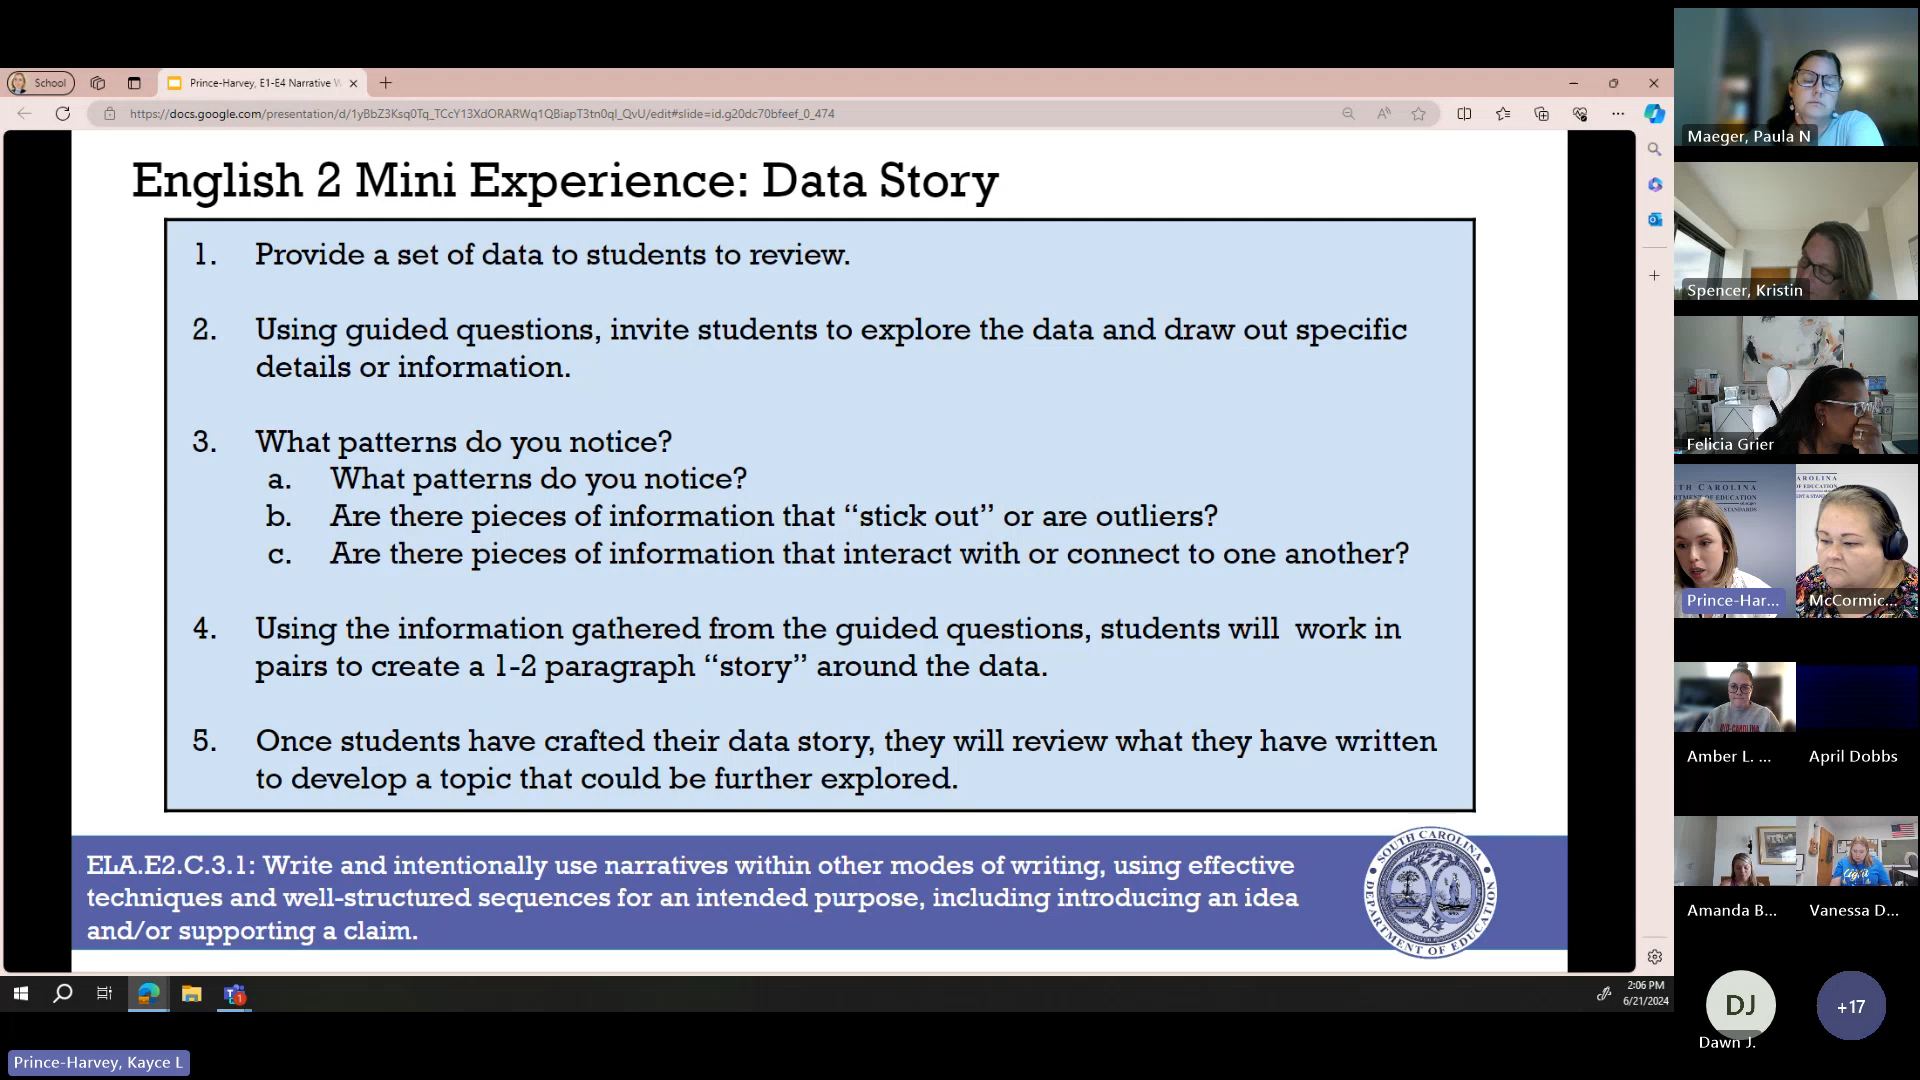 School
Prince-Harvey, E1-E4 Narrative W
https://docs.google.com/presentation/d/1yBbZ3Ksq0Tq_TCcY13XdORARWq1QBiapT3tn0ql_QvU/edit#slide=id.g20dc70bfeef_0_474
English 2 Mini Experience: Data Story
1. Provide a set of data to students to review.
2. Using guided questions, invite students to explore the data and draw out specific
details or information.
3. What patterns do you notice?
a. What patterns do you notice?
b. Are there pieces of information that “stick out” or are outliers?
c. Are there pieces of information that interact with or connect to one another?
4. Using the information gathered from the guided questions, students will work in
pairs to create a 1-2 paragraph “story” around the data.
5. Once students have crafted their data story, they will review what they have written
to develop a topic that could be further explored.
ELA.E2.C.3.1: Write and intentionally use narratives within other modes of writing, using effective
techniques and well-structured sequences for an intended purpose, including introducing an idea
and/or supporting a claim.
SOUTH CAROLINA
DEPARTMENT OF EDUCATION
2:06 PM
6/21/2024
Prince-Harvey, Kayce L
Maeger, Paula N
Spencer, Kristin
Felicia Grier
Prince-Har...
McCormic...
Amber L. ...
April Dobbs
Amanda B...
Vanessa D...
DJ
+17
Dawn J.